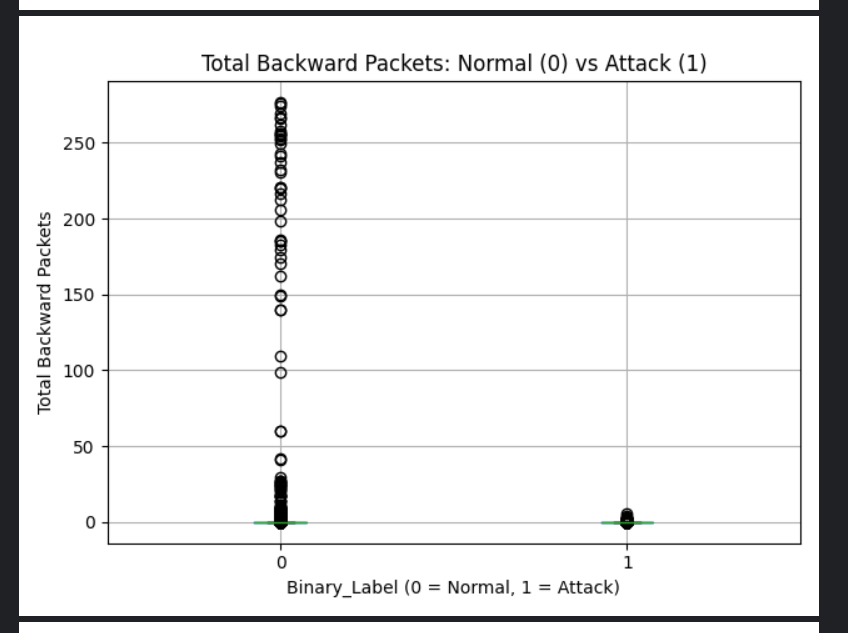 Total Backward Packets: Normal (0) vs Attack (1)
250
200
150
100
50
0
Total Backward Packets
0 1
Binary_Label (0 = Normal, 1 = Attack)